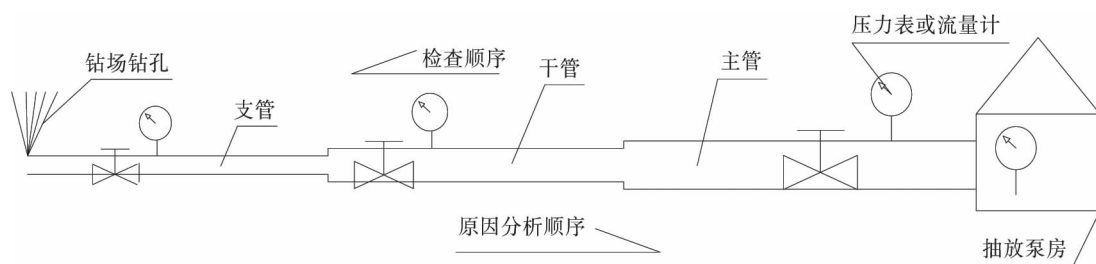 压力表或流量计
钻场钻孔
检查顺序
干管
主管
支管
原因分析顺序
抽放泵房